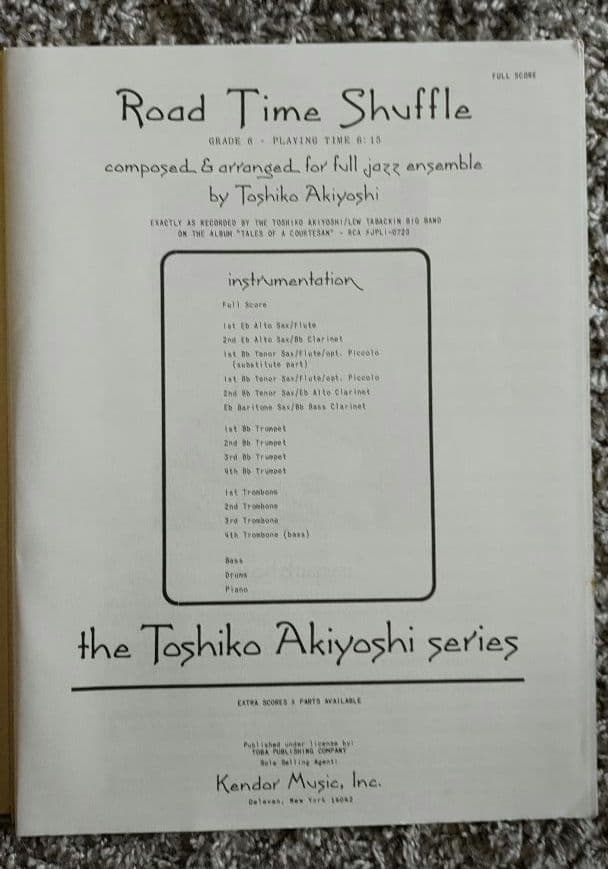 FULL SCORE
Road Time Shuffle
GRADE 6 - PLAYING TIME 6:15
composed & arranged for full jazz ensemble
by Toshiko Akiyoshi
EXACTLY AS RECORDED BY THE TOSHIKO AKIYOSHI/LEW TABACKIN BIG BAND
ON THE ALBUM "TALES OF A COURTESAN" - RCA #JPL1-0723
instrumentation
Full Score
1st Eb Alto Sax/Flute
2nd Eb Alto Sax/Bb Clarinet
1st Bb Tenor Sax/Flute/opt. Piccolo
(substitute part)
1st Bb Tenor Sax/Flute/opt. Piccolo
2nd Bb Tenor Sax/Eb Alto Clarinet
Eb Baritone Sax/Bb Bass Clarinet
1st Bb Trumpet
2nd Bb Trumpet
3rd Bb Trumpet
4th Bb Trumpet
1st Trombone
2nd Trombone
3rd Trombone
4th Trombone (bass)
Bass
Drums
Piano
the Toshiko Akiyoshi series
EXTRA SCORES & PARTS AVAILABLE
Published under license by:
TOBA PUBLISHING COMPANY
Sole Selling Agent:
Kendor Music, Inc.
Delevan, New York 14042